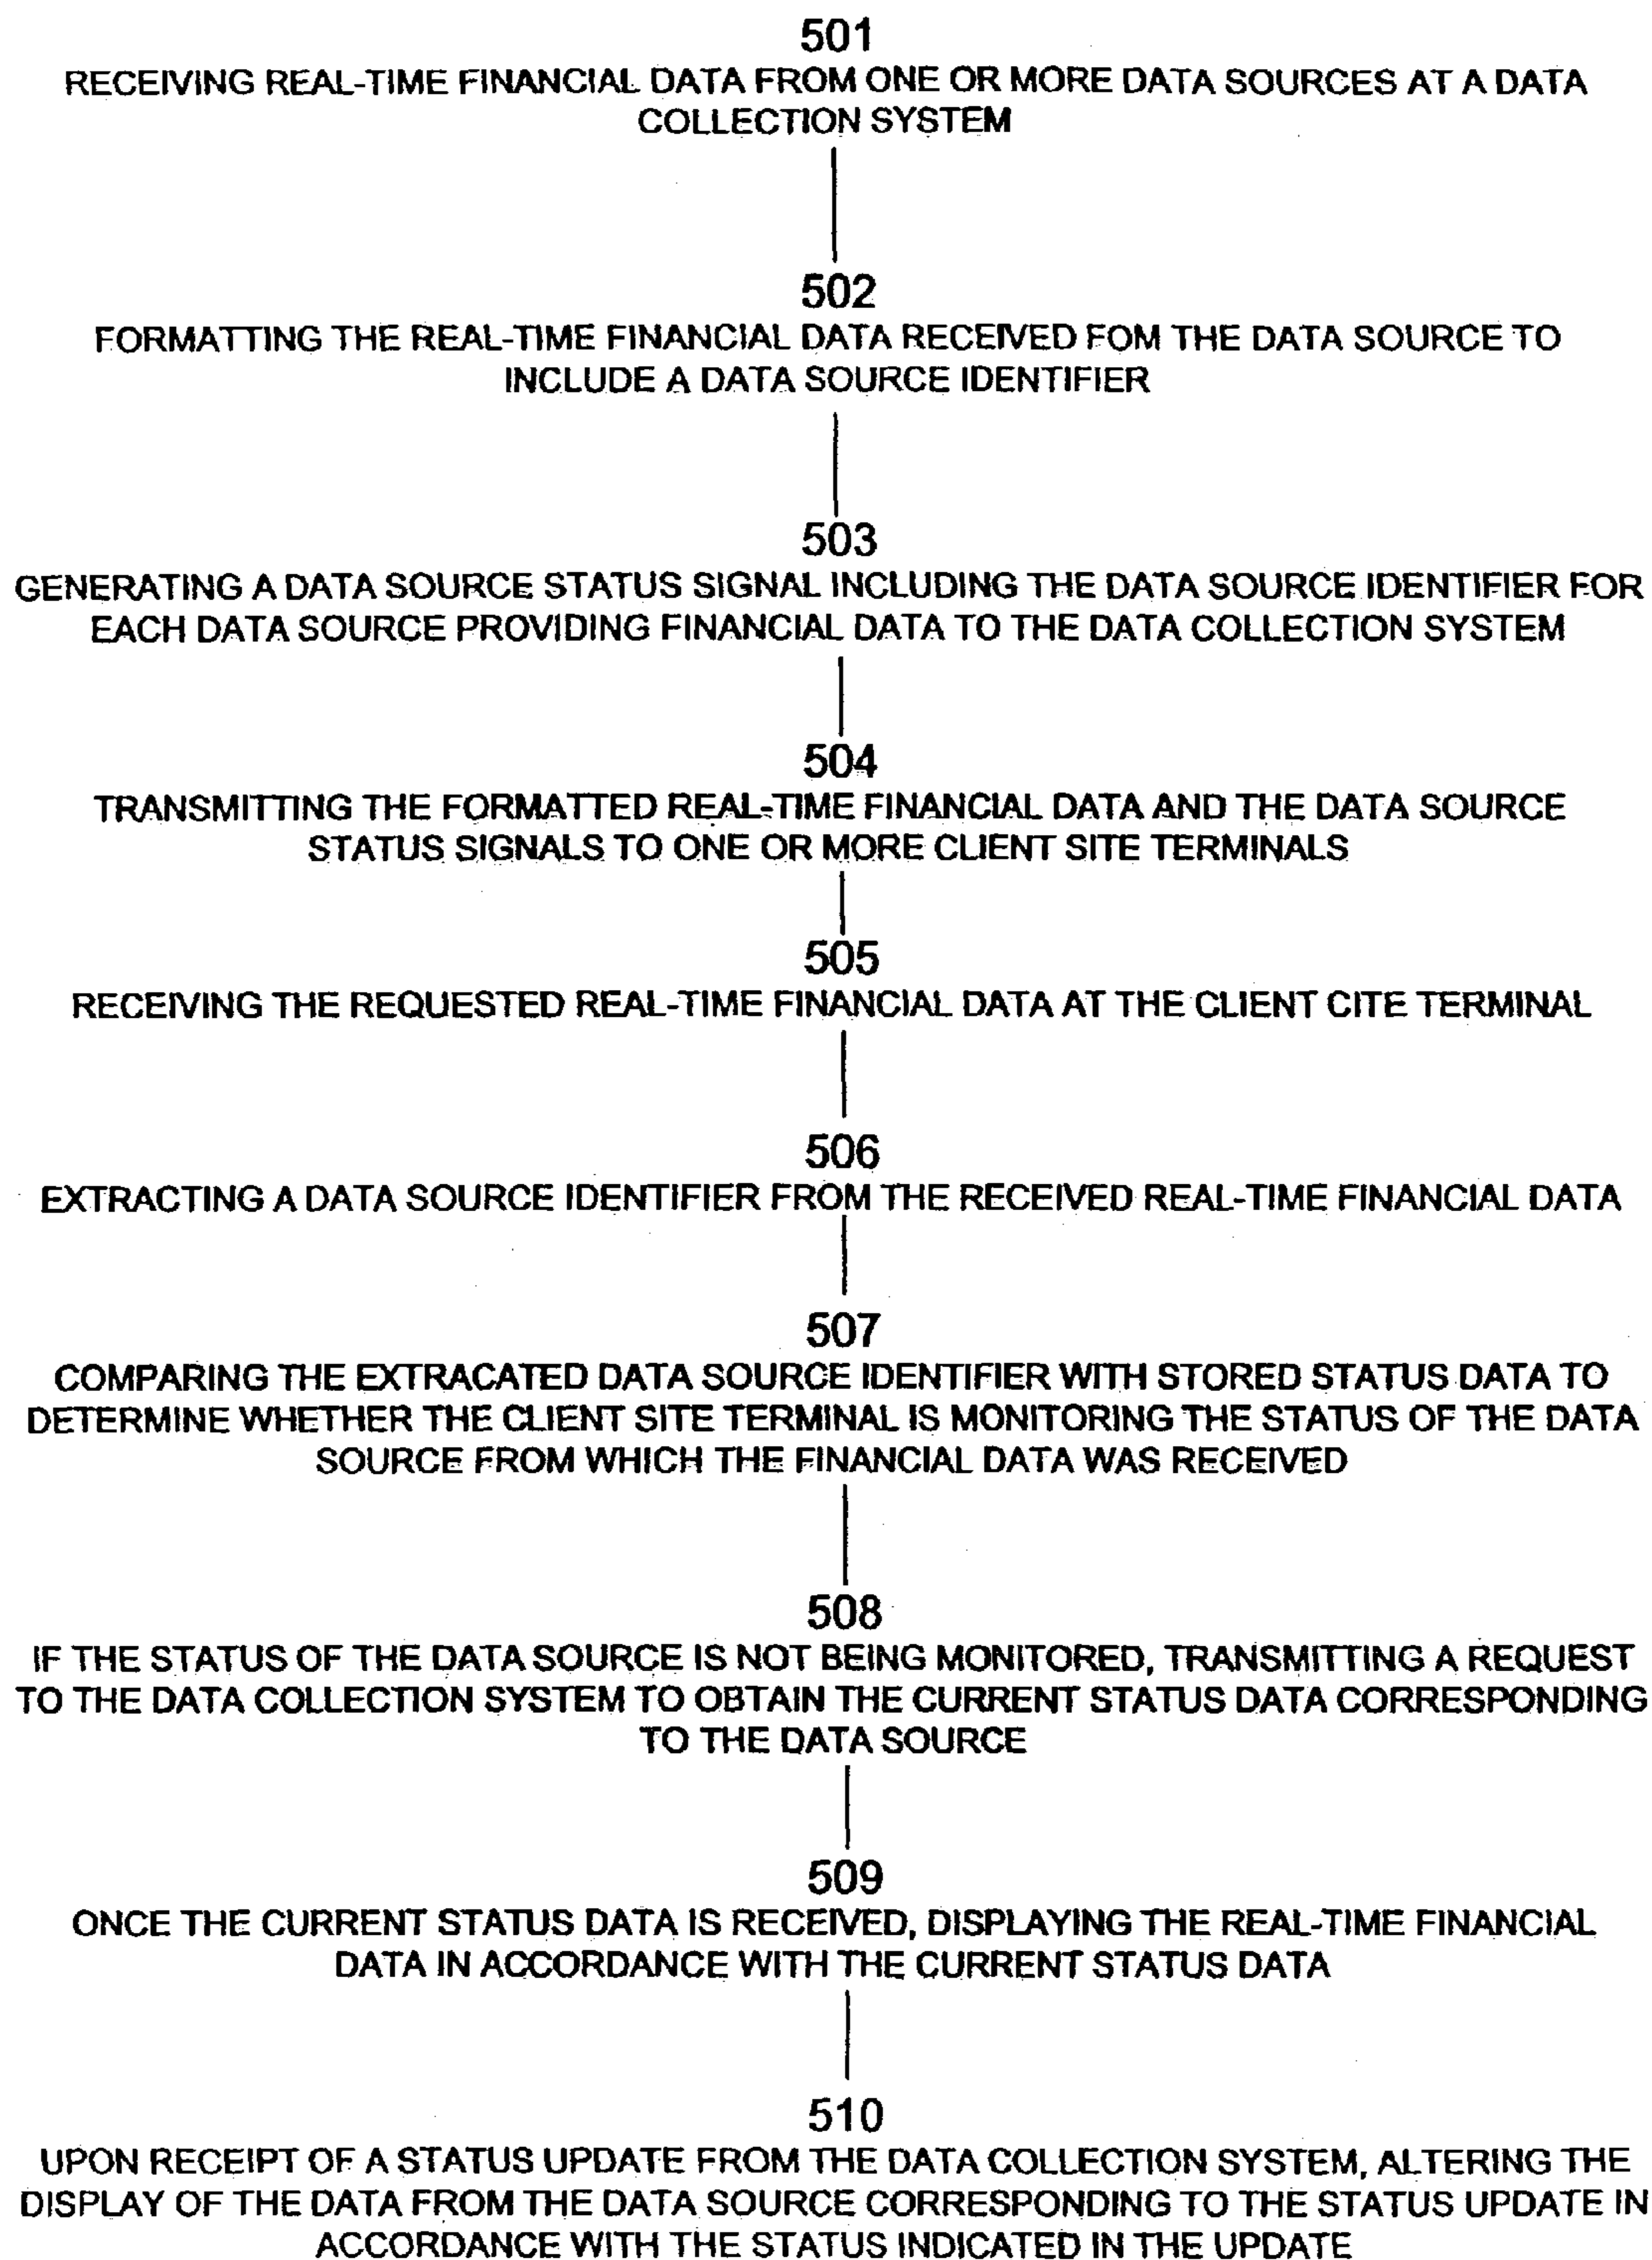 501
RECEIVING REAL-TIME FINANCIAL DATA FROM ONE OR MORE DATA SOURCES AT A DATA
COLLECTION SYSTEM
502
FORMATTING THE REAL-TIME FINANCIAL DATA RECEIVED FOM THE DATA SOURCE TO
INCLUDE A DATA SOURCE IDENTIFIER
503
GENERATING A DATA SOURCE STATUS SIGNAL INCLUDING THE DATA SOURCE IDENTIFIER FOR
EACH DATA SOURCE PROVIDING FINANCIAL DATA TO THE DATA COLLECTION SYSTEM
504
TRANSMITTING THE FORMATTED REAL-TIME FINANCIAL DATA AND THE DATA SOURCE
STATUS SIGNALS TO ONE OR MORE CLIENT SITE TERMINALS
505
RECEIVING THE REQUESTED REAL-TIME FINANCIAL DATA AT THE CLIENT CITE TERMINAL
506
EXTRACTING A DATA SOURCE IDENTIFIER FROM THE RECEIVED REAL-TIME FINANCIAL DATA
507
COMPARING THE EXTRACATED DATA SOURCE IDENTIFIER WITH STORED STATUS DATA TO
DETERMINE WHETHER THE CLIENT SITE TERMINAL IS MONITORING THE STATUS OF THE DATA
SOURCE FROM WHICH THE FINANCIAL DATA WAS RECEIVED
508
IF THE STATUS OF THE DATA SOURCE IS NOT BEING MONITORED, TRANSMITTING A REQUEST
TO THE DATA COLLECTION SYSTEM TO OBTAIN THE CURRENT STATUS DATA CORRESPONDING
TO THE DATA SOURCE
509
ONCE THE CURRENT STATUS DATA IS RECEIVED, DISPLAYING THE REAL-TIME FINANCIAL
DATA IN ACCORDANCE WITH THE CURRENT STATUS DATA
510
UPON RECEIPT OF A STATUS UPDATE FROM THE DATA COLLECTION SYSTEM, ALTERING THE
DISPLAY OF THE DATA FROM THE DATA SOURCE CORRESPONDING TO THE STATUS UPDATE IN
ACCORDANCE WITH THE STATUS INDICATED IN THE UPDATE